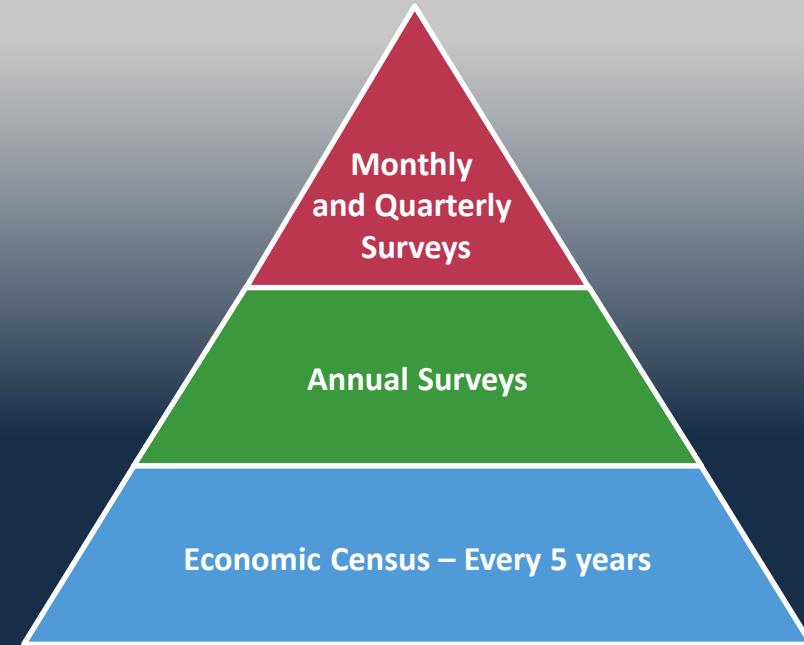 Monthly
and Quarterly
Surveys
Annual Surveys
Economic Census – Every 5 years